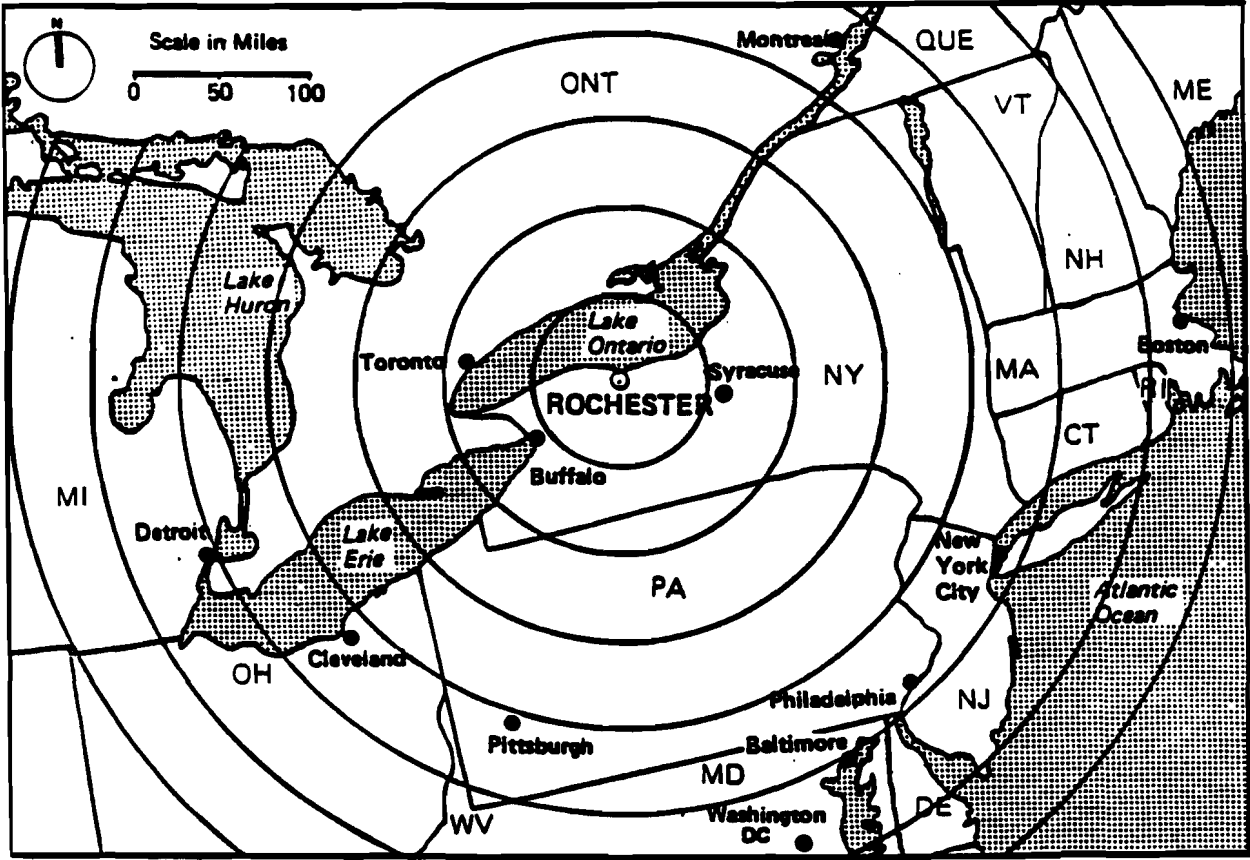 N
Scale in Miles
0 50 100
Montreal
QUE
ONT
VT
ME
NH
Lake
Huron
Lake
Ontario
Toronto
Syracuse
NY
MA
Boston
RI
ROCHESTER
CT
Buffalo
MI
Detroit
Lake
Erie
New
York
City
PA
Atlantic
Ocean
Cleveland
OH
Philadelphia
NJ
Pittsburgh
Baltimore
MD
DE
Washington
DC
WV